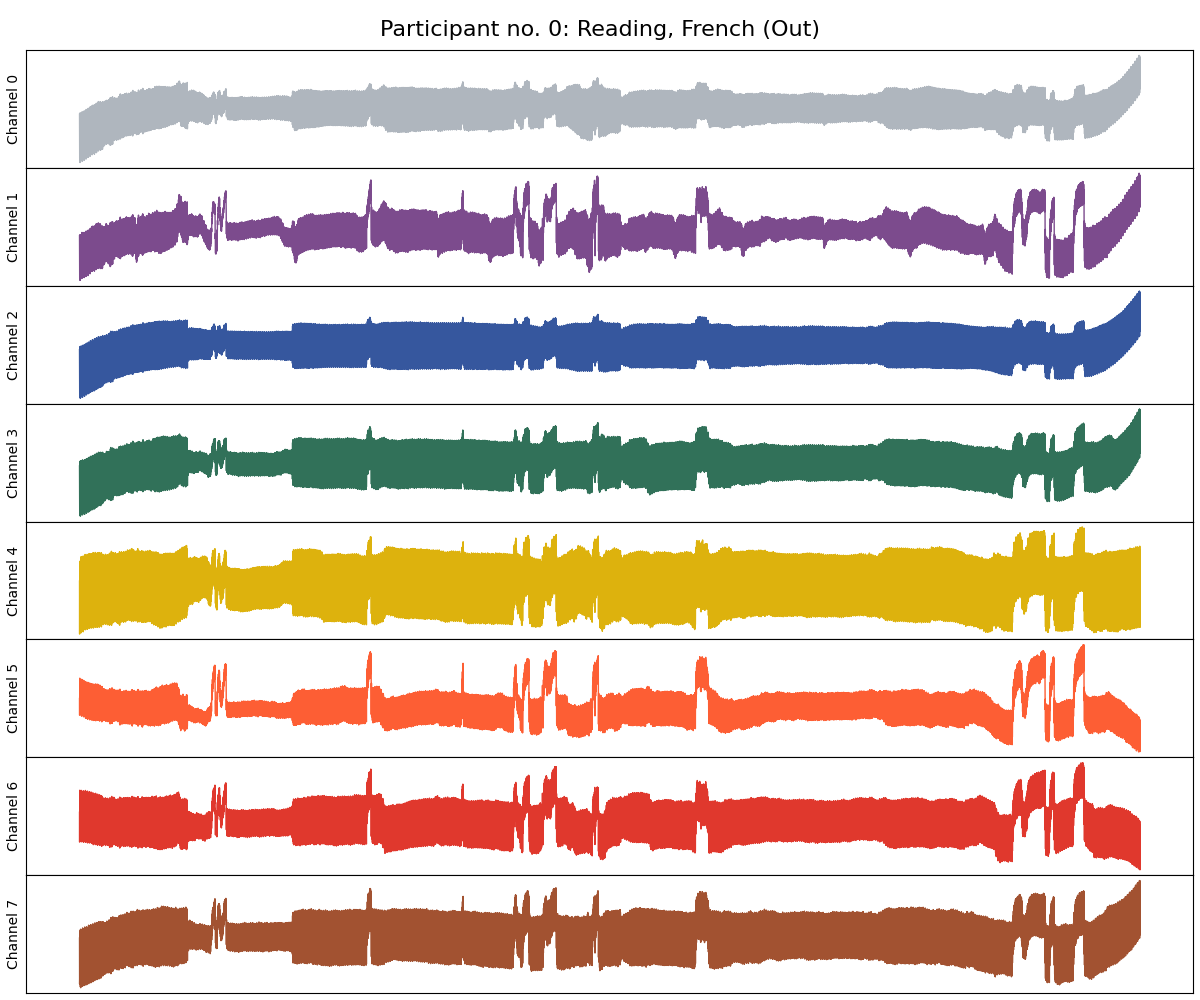 Participant no. 0: Reading, French (Out)
Channel 0
Channel 1
Channel 2
Channel 3
Channel 4
Channel 5
Channel 6
Channel 7